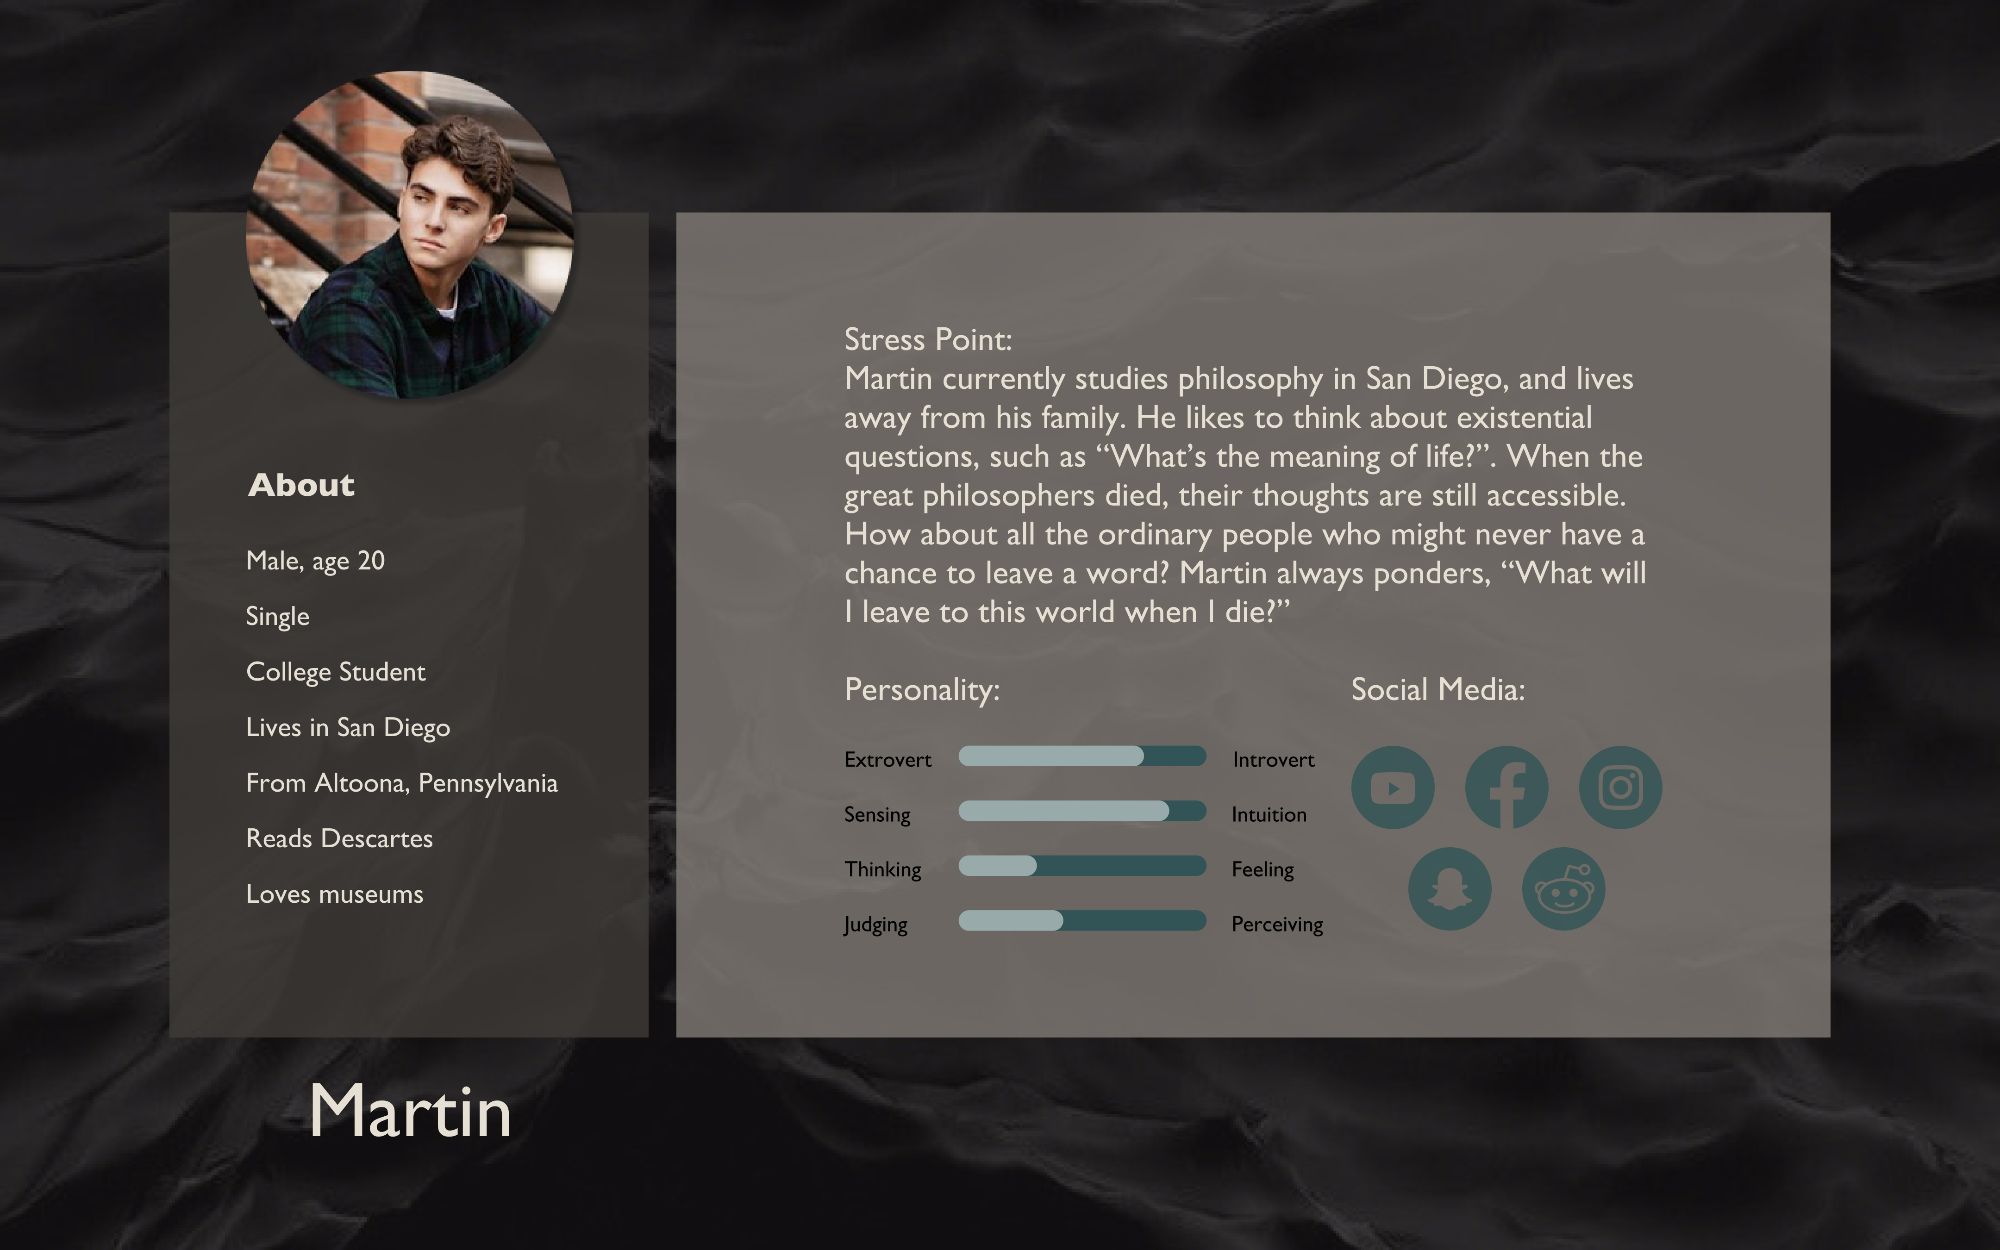 About
Male, age 20
Single
College Student
Lives in San Diego
From Altoona, Pennsylvania
Reads Descartes
Loves museums
Martin
Stress Point:
Martin currently studies philosophy in San Diego, and lives
away from his family. He likes to think about existential
questions, such as “What’s the meaning of life?”. When the
great philosophers died, their thoughts are still accessible.
How about all the ordinary people who might never have a
chance to leave a word? Martin always ponders, “What will
I leave to this world when I die?”
Personality:
Extrovert Introvert
Sensing Intuition
Thinking Feeling
Judging Perceiving
Social Media: